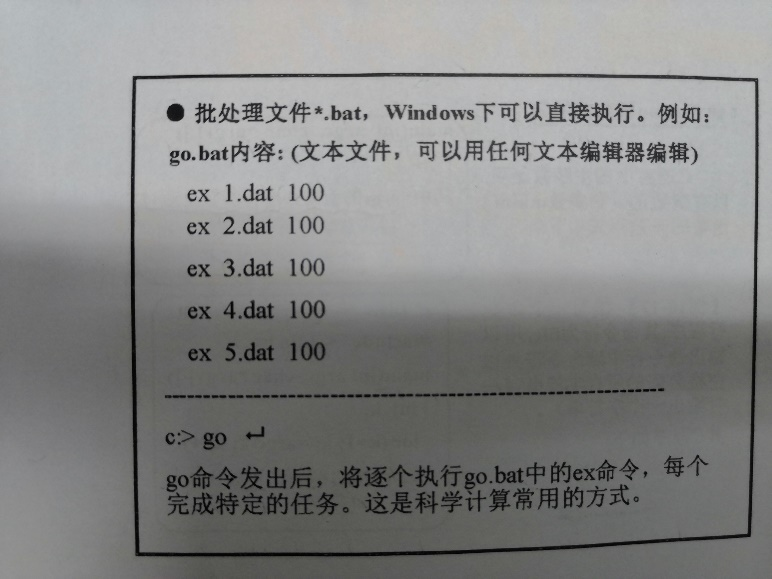 ● 批处理文件*.bat，Windows下可以直接执行。例如：
go.bat内容: (文本文件，可以用任何文本编辑器编辑)
ex 1.dat 100
ex 2.dat 100
ex 3.dat 100
ex 4.dat 100
ex 5.dat 100
--------------------------------------------------
c:> go ↵
go命令发出后，将逐个执行go.bat中的ex命令，每个
完成特定的任务。这是科学计算常用的方式。